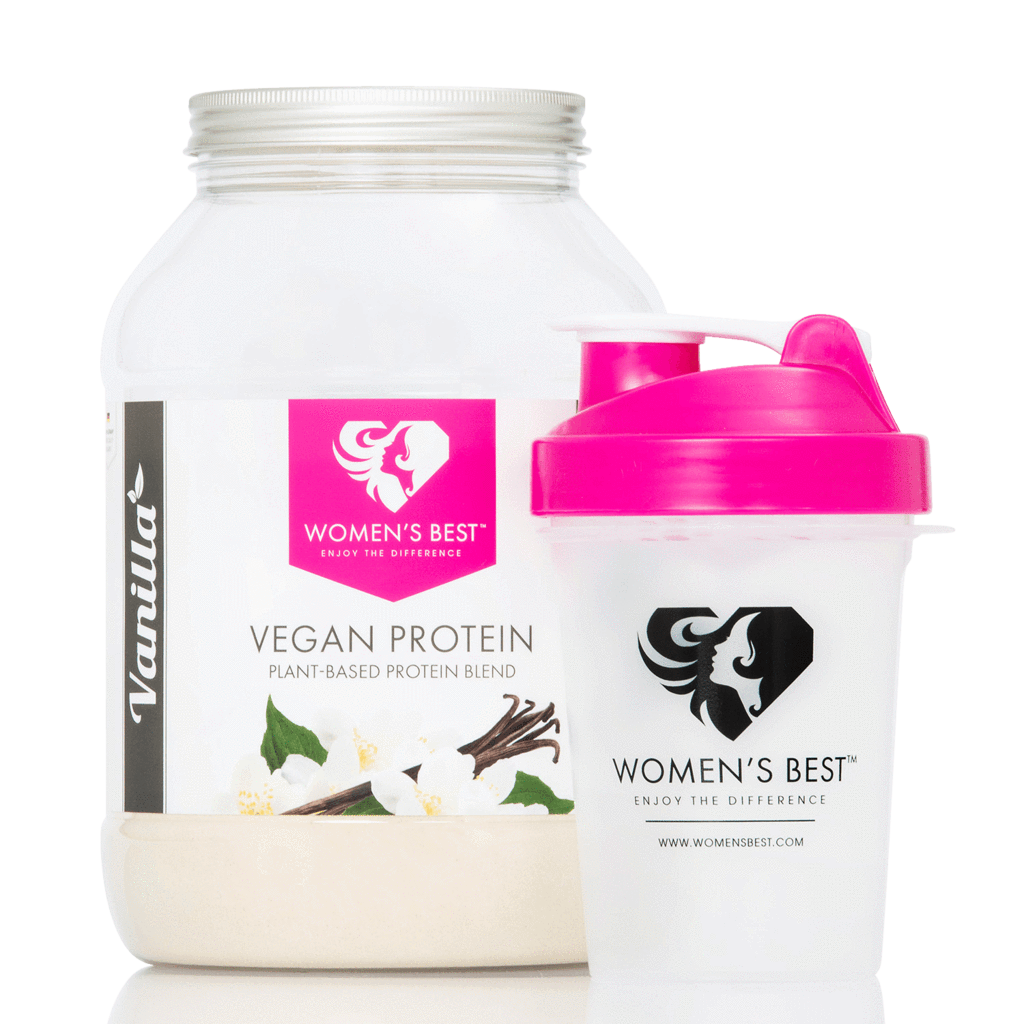 Vanilla
WOMEN'S BEST™
ENJOY THE DIFFERENCE
VEGAN PROTEIN
PLANT-BASED PROTEIN BLEND
WOMEN'S BEST™
ENJOY THE DIFFERENCE
WWW.WOMENSBEST.COM